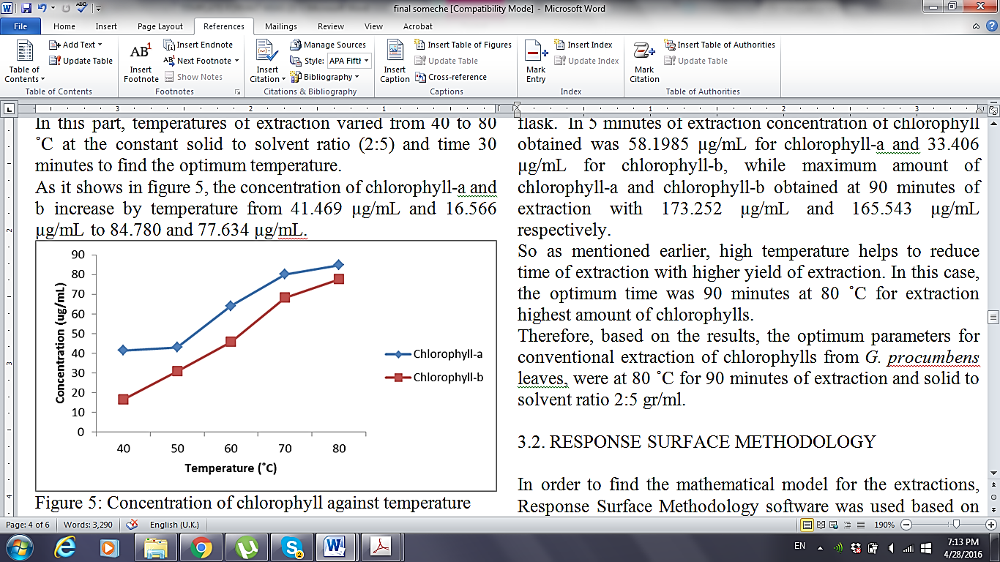 final someche [Compatibility Mode] - Microsoft Word
File Home Insert Page Layout References Mailings Review View Acrobat
Table of Contents
Add Text
Update Table
Table of Contents
AB1
Insert Footnote
Insert Endnote
AB1 Next Footnote
Show Notes
Footnotes
Insert Citation
Manage Sources
Style: APA Fifth
Bibliography
Citations & Bibliography
Insert Caption
Insert Table of Figures
Update Table
Cross-reference
Captions
Mark Entry
Insert Index
Update Index
Index
Mark Citation
Insert Table of Authorities
Update Table
Table of Authorities
3 2 1 1 2 3
2
3
4
In this part, temperatures of extraction varied from 40 to 80
˚C at the constant solid to solvent ratio (2:5) and time 30
minutes to find the optimum temperature.
As it shows in figure 5, the concentration of chlorophyll-a and
b increase by temperature from 41.469 µg/mL and 16.566
µg/mL to 84.780 and 77.634 µg/mL.
90
80
70
60
50
40
30
20
10
0
Concentration (ug/mL)
40 50 60 70 80
Temperature (˚C)
Chlorophyll-a
Chlorophyll-b
Figure 5: Concentration of chlorophyll against temperature
flask. In 5 minutes of extraction concentration of chlorophyll
obtained was 58.1985 µg/mL for chlorophyll-a and 33.406
µg/mL for chlorophyll-b, while maximum amount of
chlorophyll-a and chlorophyll-b obtained at 90 minutes of
extraction with 173.252 µg/mL and 165.543 µg/mL
respectively.
So as mentioned earlier, high temperature helps to reduce
time of extraction with higher yield of extraction. In this case,
the optimum time was 90 minutes at 80 ˚C for extraction
highest amount of chlorophylls.
Therefore, based on the results, the optimum parameters for
conventional extraction of chlorophylls from G. procumbens
leaves, were at 80 ˚C for 90 minutes of extraction and solid to
solvent ratio 2:5 gr/ml.
3.2. RESPONSE SURFACE METHODOLOGY
In order to find the mathematical model for the extractions,
Response Surface Methodology software was used based on
Page: 4 of 6 Words: 3,290 English (U.K.) 190%
EN 7:13 PM
4/28/2016